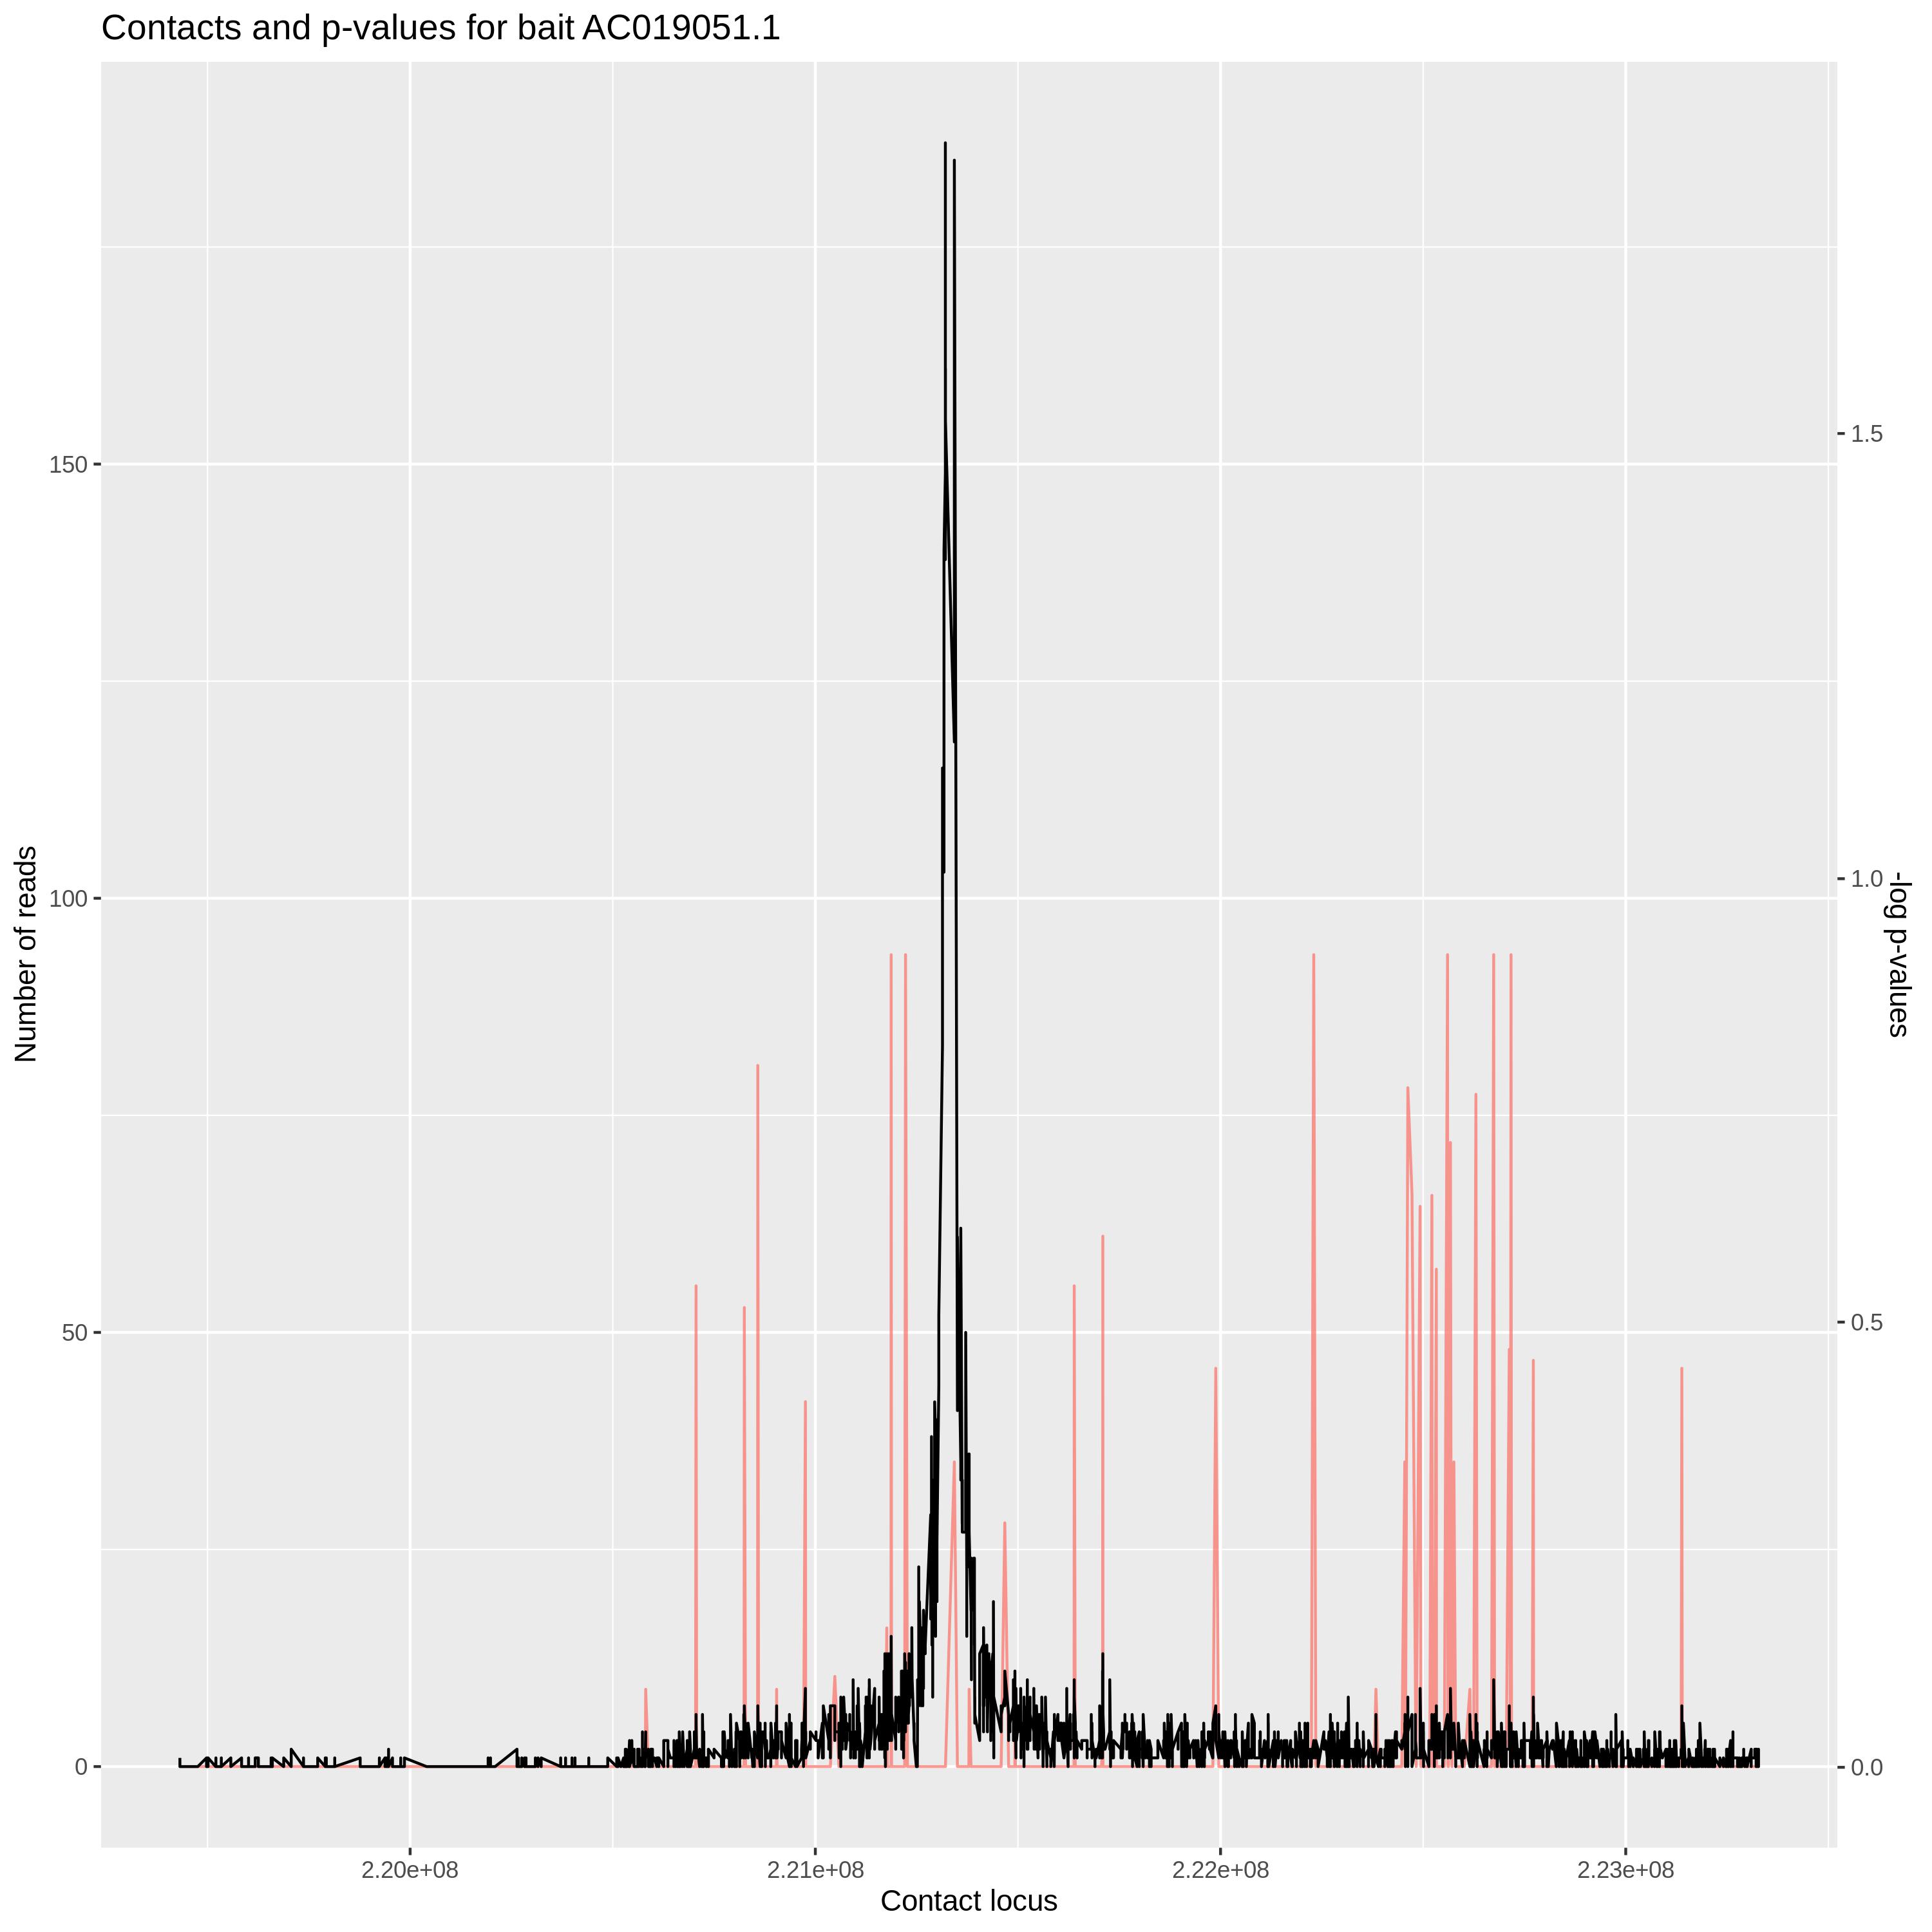 Contacts and p-values for bait AC019051.1
Number of reads
150
100
50
0
1.5
1.0
0.5
0.0
-log p-values
2.20e+08 2.21e+08 2.22e+08 2.23e+08
Contact locus